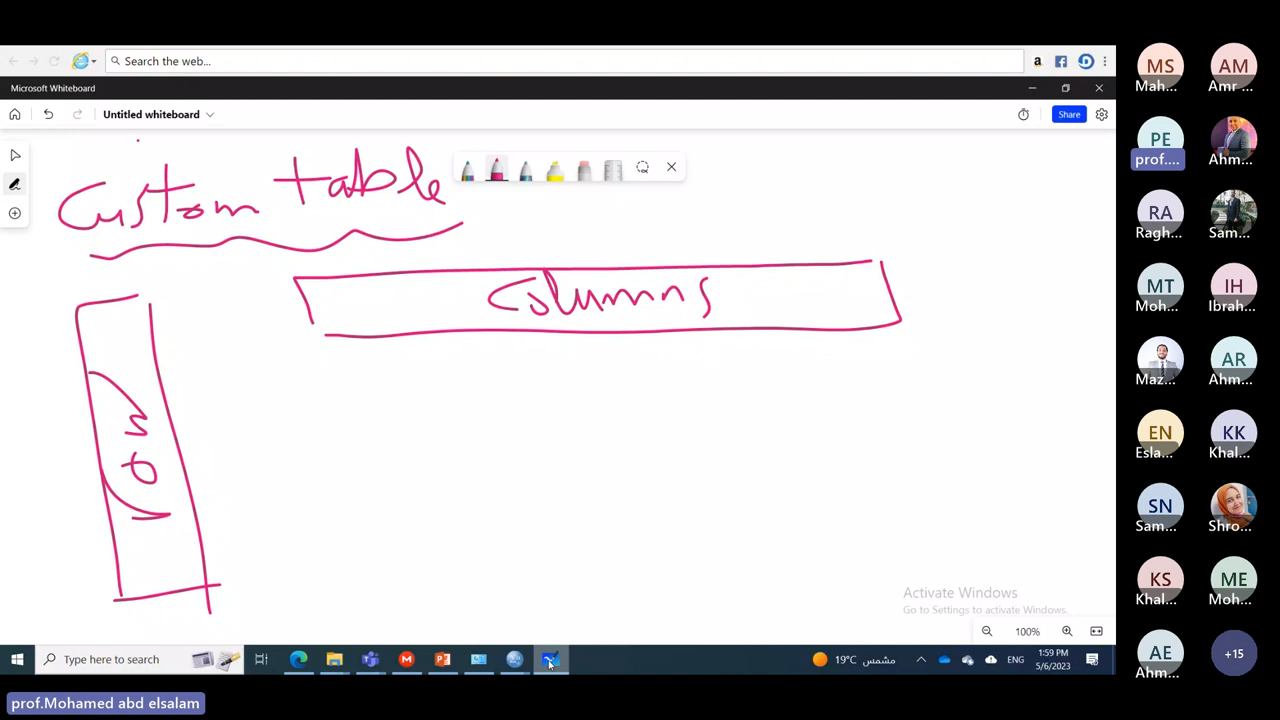 Search the web...
a
Microsoft Whiteboard
Untitled whiteboard
Share
custom table
columns
Activate Windows
Go to Settings to activate Windows.
100%
Type here to search
19°C مشمس
ENG
1:59 PM
5/6/2023
MS
Mah...
AM
Amr ...
PE
prof....
Ahm...
RA
Ragh...
Sam...
MT
Moh...
IH
Ibrah...
Maz...
AR
Ahm...
EN
Esla...
KK
Khal...
SN
Sam...
Shro...
KS
Khal...
ME
Moh...
AE
Ahm...
+15
prof.Mohamed abd elsalam